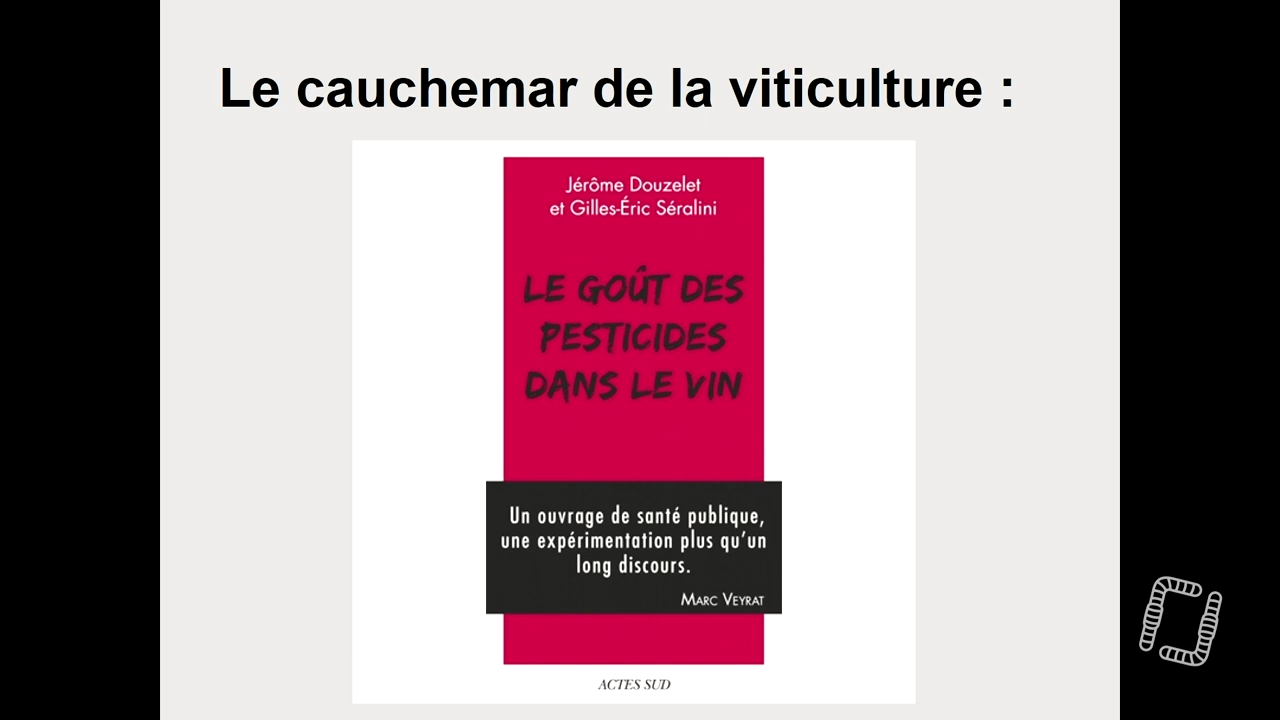 Le cauchemar de la viticulture :
Jérôme Douzelet
et Gilles-Éric Séralini
LE GOÛT DES
PESTICIDES
DANS LE VIN
Un ouvrage de santé publique,
une expérimentation plus qu'un
long discours.
MARC VEYRAT
ACTES SUD